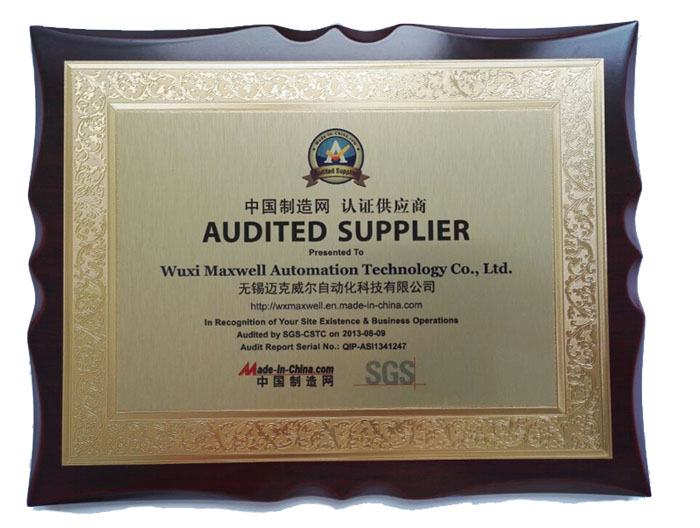 MADE-IN-CHINA.COM
Audited Supplier
中国制造网 认证供应商
AUDITED SUPPLIER
Presented To
Wuxi Maxwell Automation Technology Co., Ltd.
无锡迈克威尔自动化科技有限公司
http://wxmaxwell.en.made-in-china.com
In Recognition of Your Site Existence & Business Operations
Audited by SGS-CSTC on 2013-08-09
Audit Report Serial No.: QIP-ASI1341247
Made-in-China.com
中国制造网
SGS